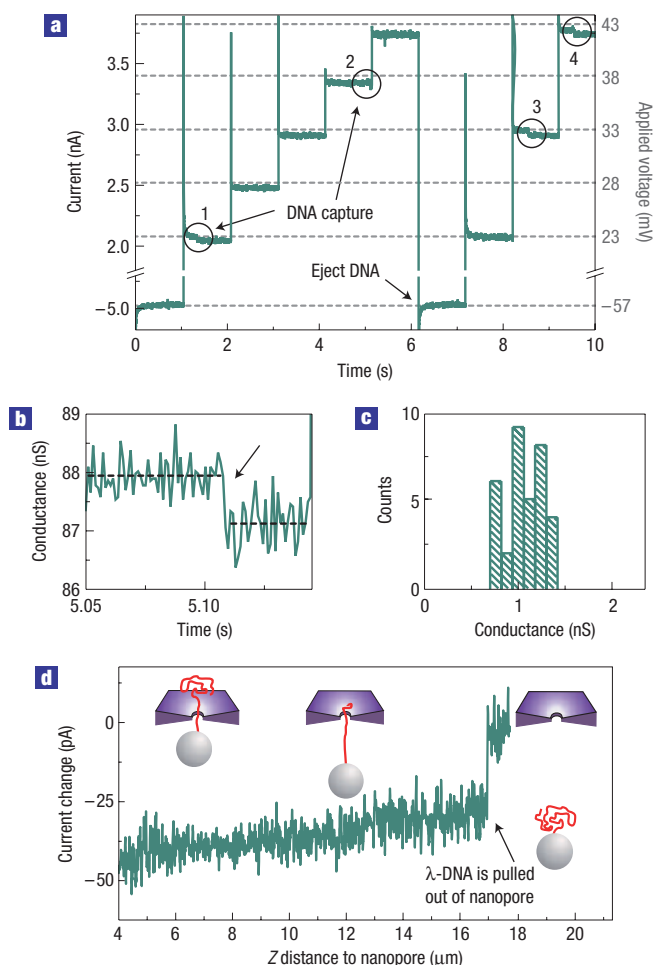 a
Current (nA)
3.5
3.0
2.5
2.0
−5.0
43
38
33
28
23
−57
Applied voltage (mV)
1
2
3
4
DNA capture
Eject DNA
0
2
4
6
8
10
Time (s)
b
Conductance (nS)
89
88
87
86
5.05
5.10
Time (s)
c
Counts
10
5
0
0
1
2
Conductance (nS)
d
Current change (pA)
0
−25
−50
λ-DNA is pulled
out of nanopore
4
6
8
10
12
14
16
18
20
Z distance to nanopore (μm)